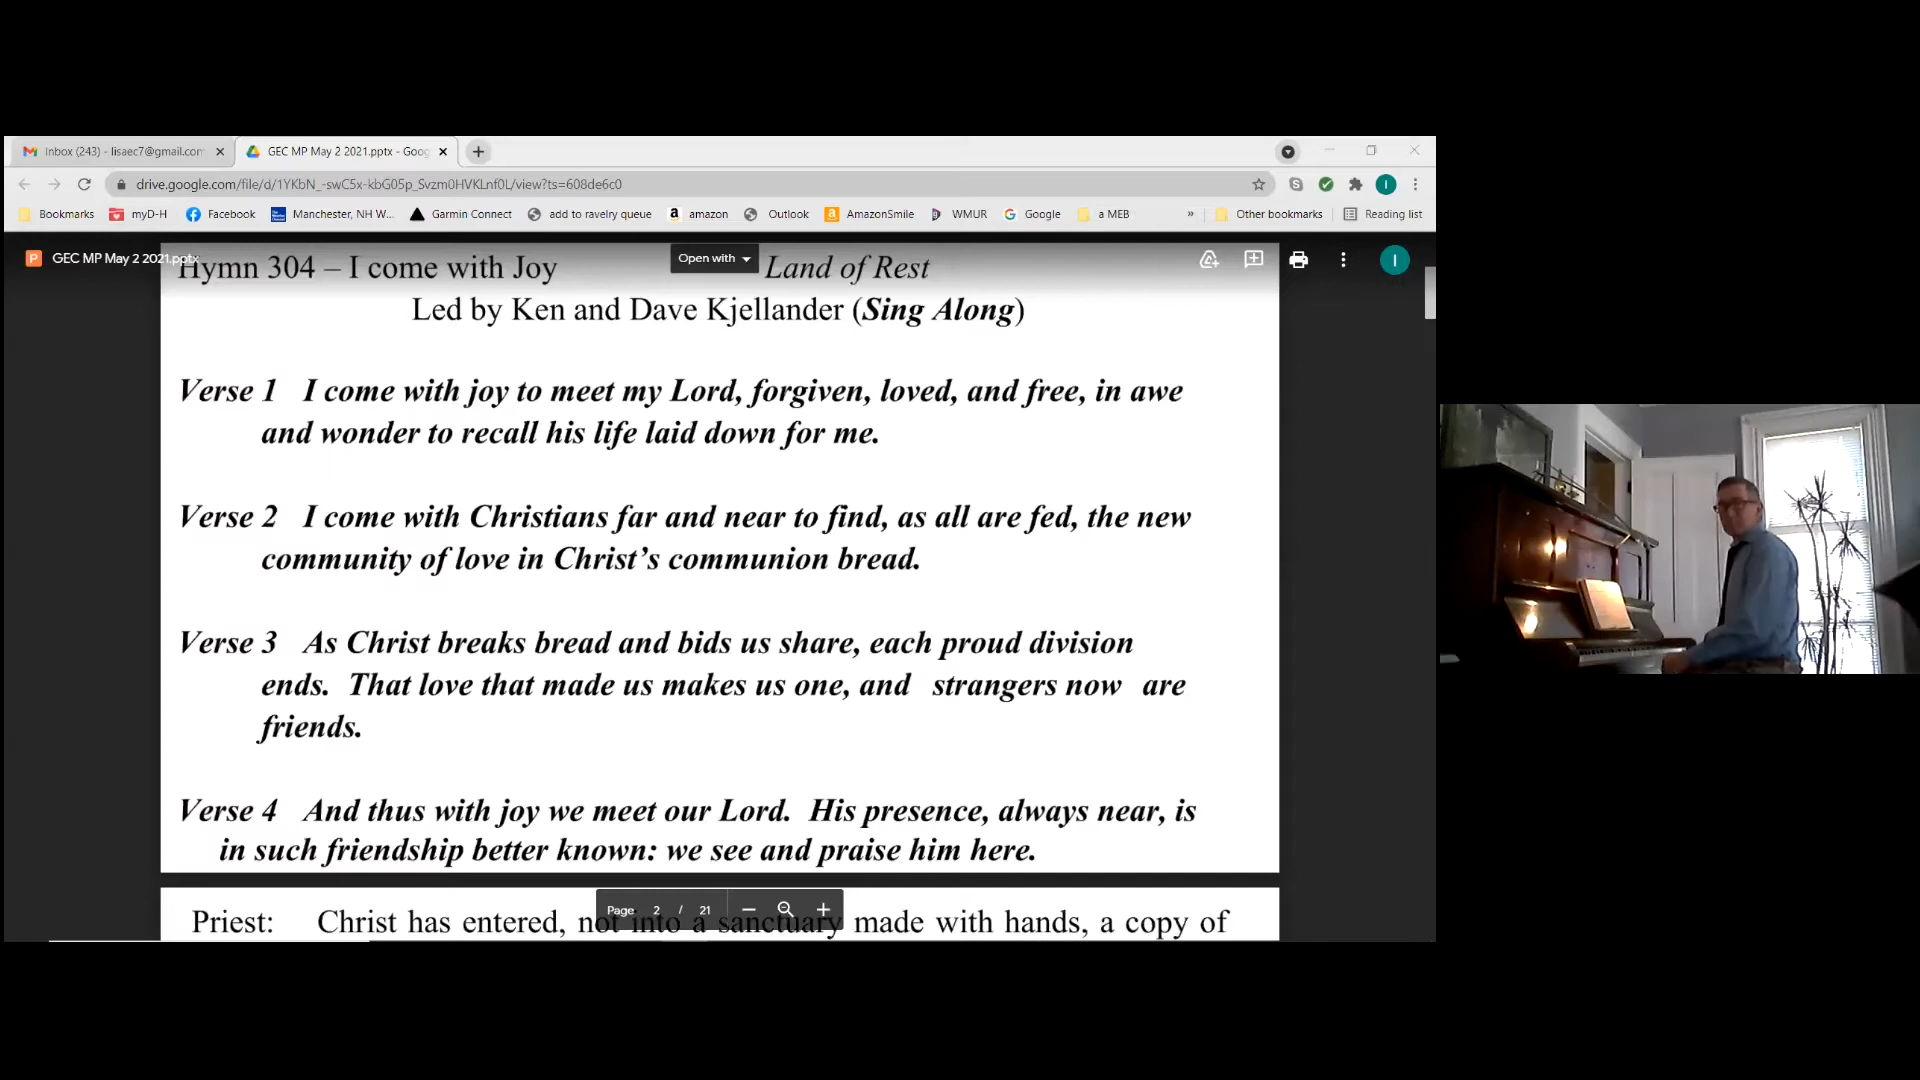 Inbox (243) - lisaec7@gmail.com
GEC MP May 2 2021.pptx - Goog
drive.google.com/file/d/1YKbN_-swC5x-kbG05p_Svzm0HVKLnf0L/view?ts=608de6c0
Bookmarks myD-H Facebook Manchester, NH W... Garmin Connect add to ravelry queue amazon Outlook AmazonSmile WMUR Google a MEB » Other bookmarks Reading list
GEC MP May 2 2021.pptx
Open with
Hymn 304 – I come with Joy Land of Rest
Led by Ken and Dave Kjellander (Sing Along)
Verse 1 I come with joy to meet my Lord, forgiven, loved, and free, in awe
and wonder to recall his life laid down for me.
Verse 2 I come with Christians far and near to find, as all are fed, the new
community of love in Christ’s communion bread.
Verse 3 As Christ breaks bread and bids us share, each proud division
ends. That love that made us makes us one, and strangers now are
friends.
Verse 4 And thus with joy we meet our Lord. His presence, always near, is
in such friendship better known: we see and praise him here.
Page 2 / 21
Priest: Christ has entered, not into a sanctuary made with hands, a copy of